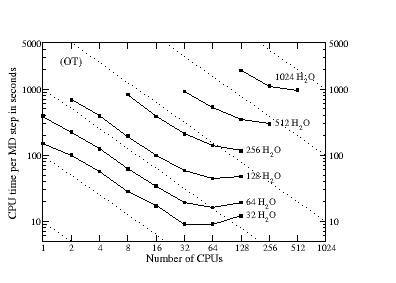 5000
5000
(OT)
1024 H2O
1000
1000
512 H2O
256 H2O
100
100
128 H2O
64 H2O
32 H2O
10
10
CPU time per MD step in seconds
1 2 4 8 16 32 64 128 256 512 1024
Number of CPUs